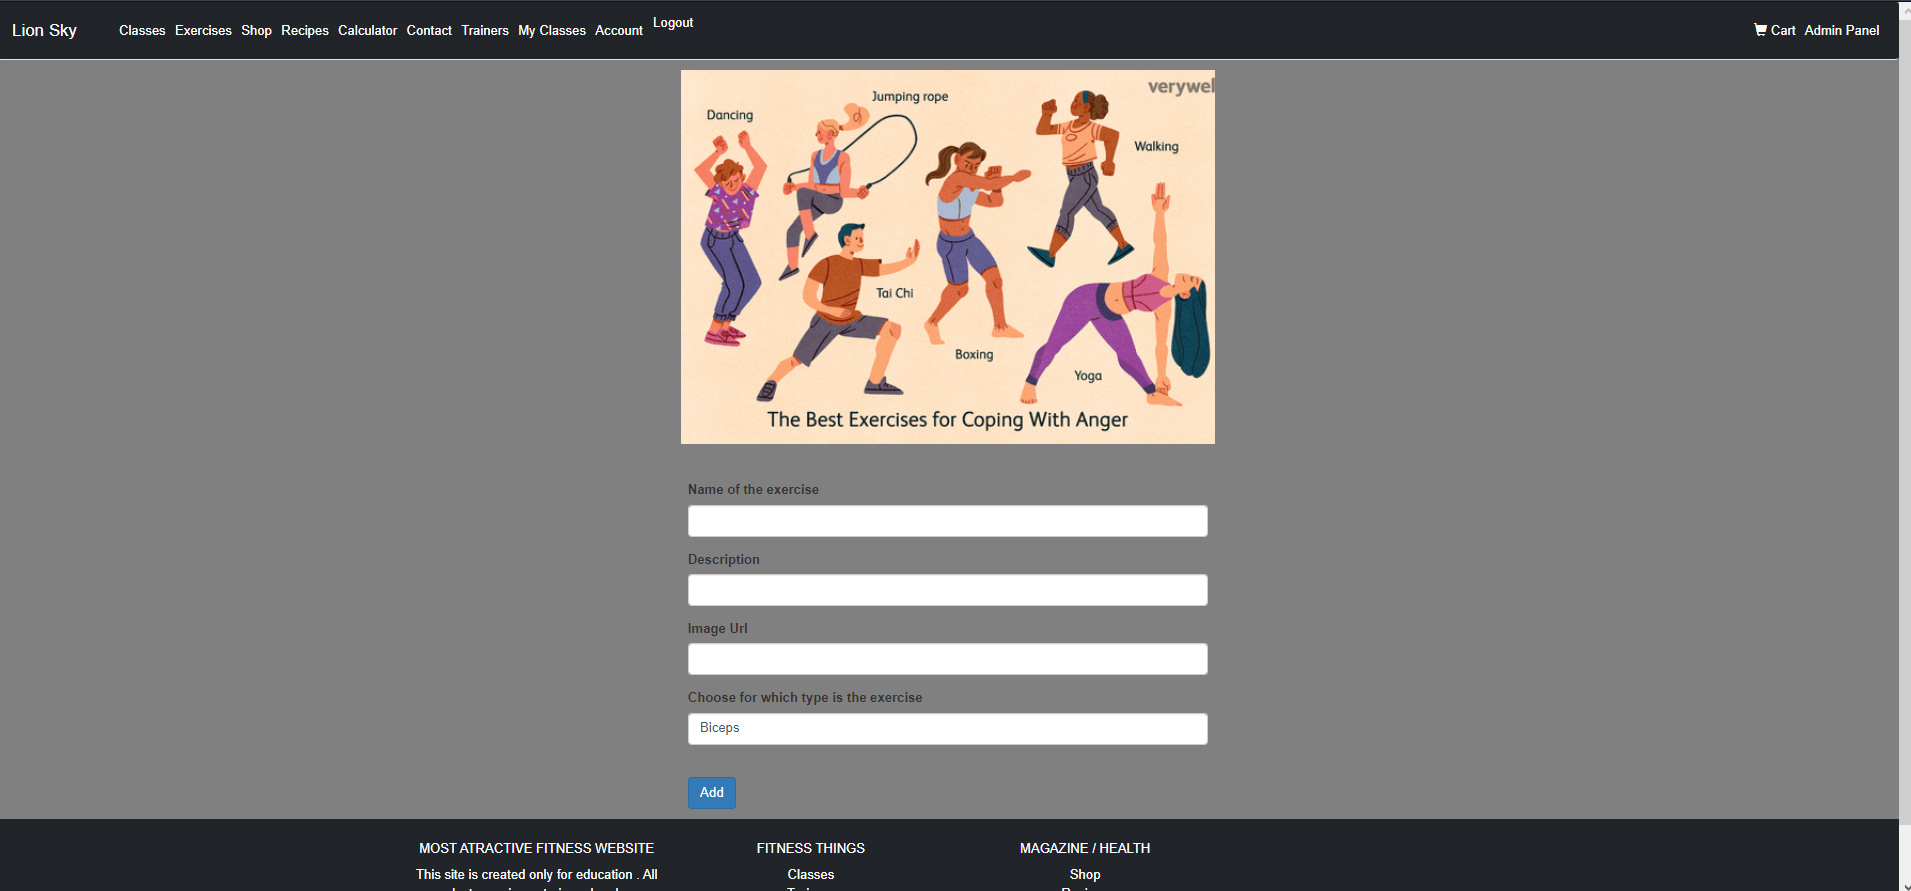 Lion Sky Classes Exercises Shop Recipes Calculator Contact Trainers My Classes Account Logout Cart Admin Panel
verywel
Jumping rope
Dancing
Walking
Tai Chi
Boxing
Yoga
The Best Exercises for Coping With Anger
Name of the exercise
Description
Image Url
Choose for which type is the exercise
Biceps
Add
MOST ATRACTIVE FITNESS WEBSITE
This site is created only for education . All
FITNESS THINGS
Classes
MAGAZINE / HEALTH
Shop